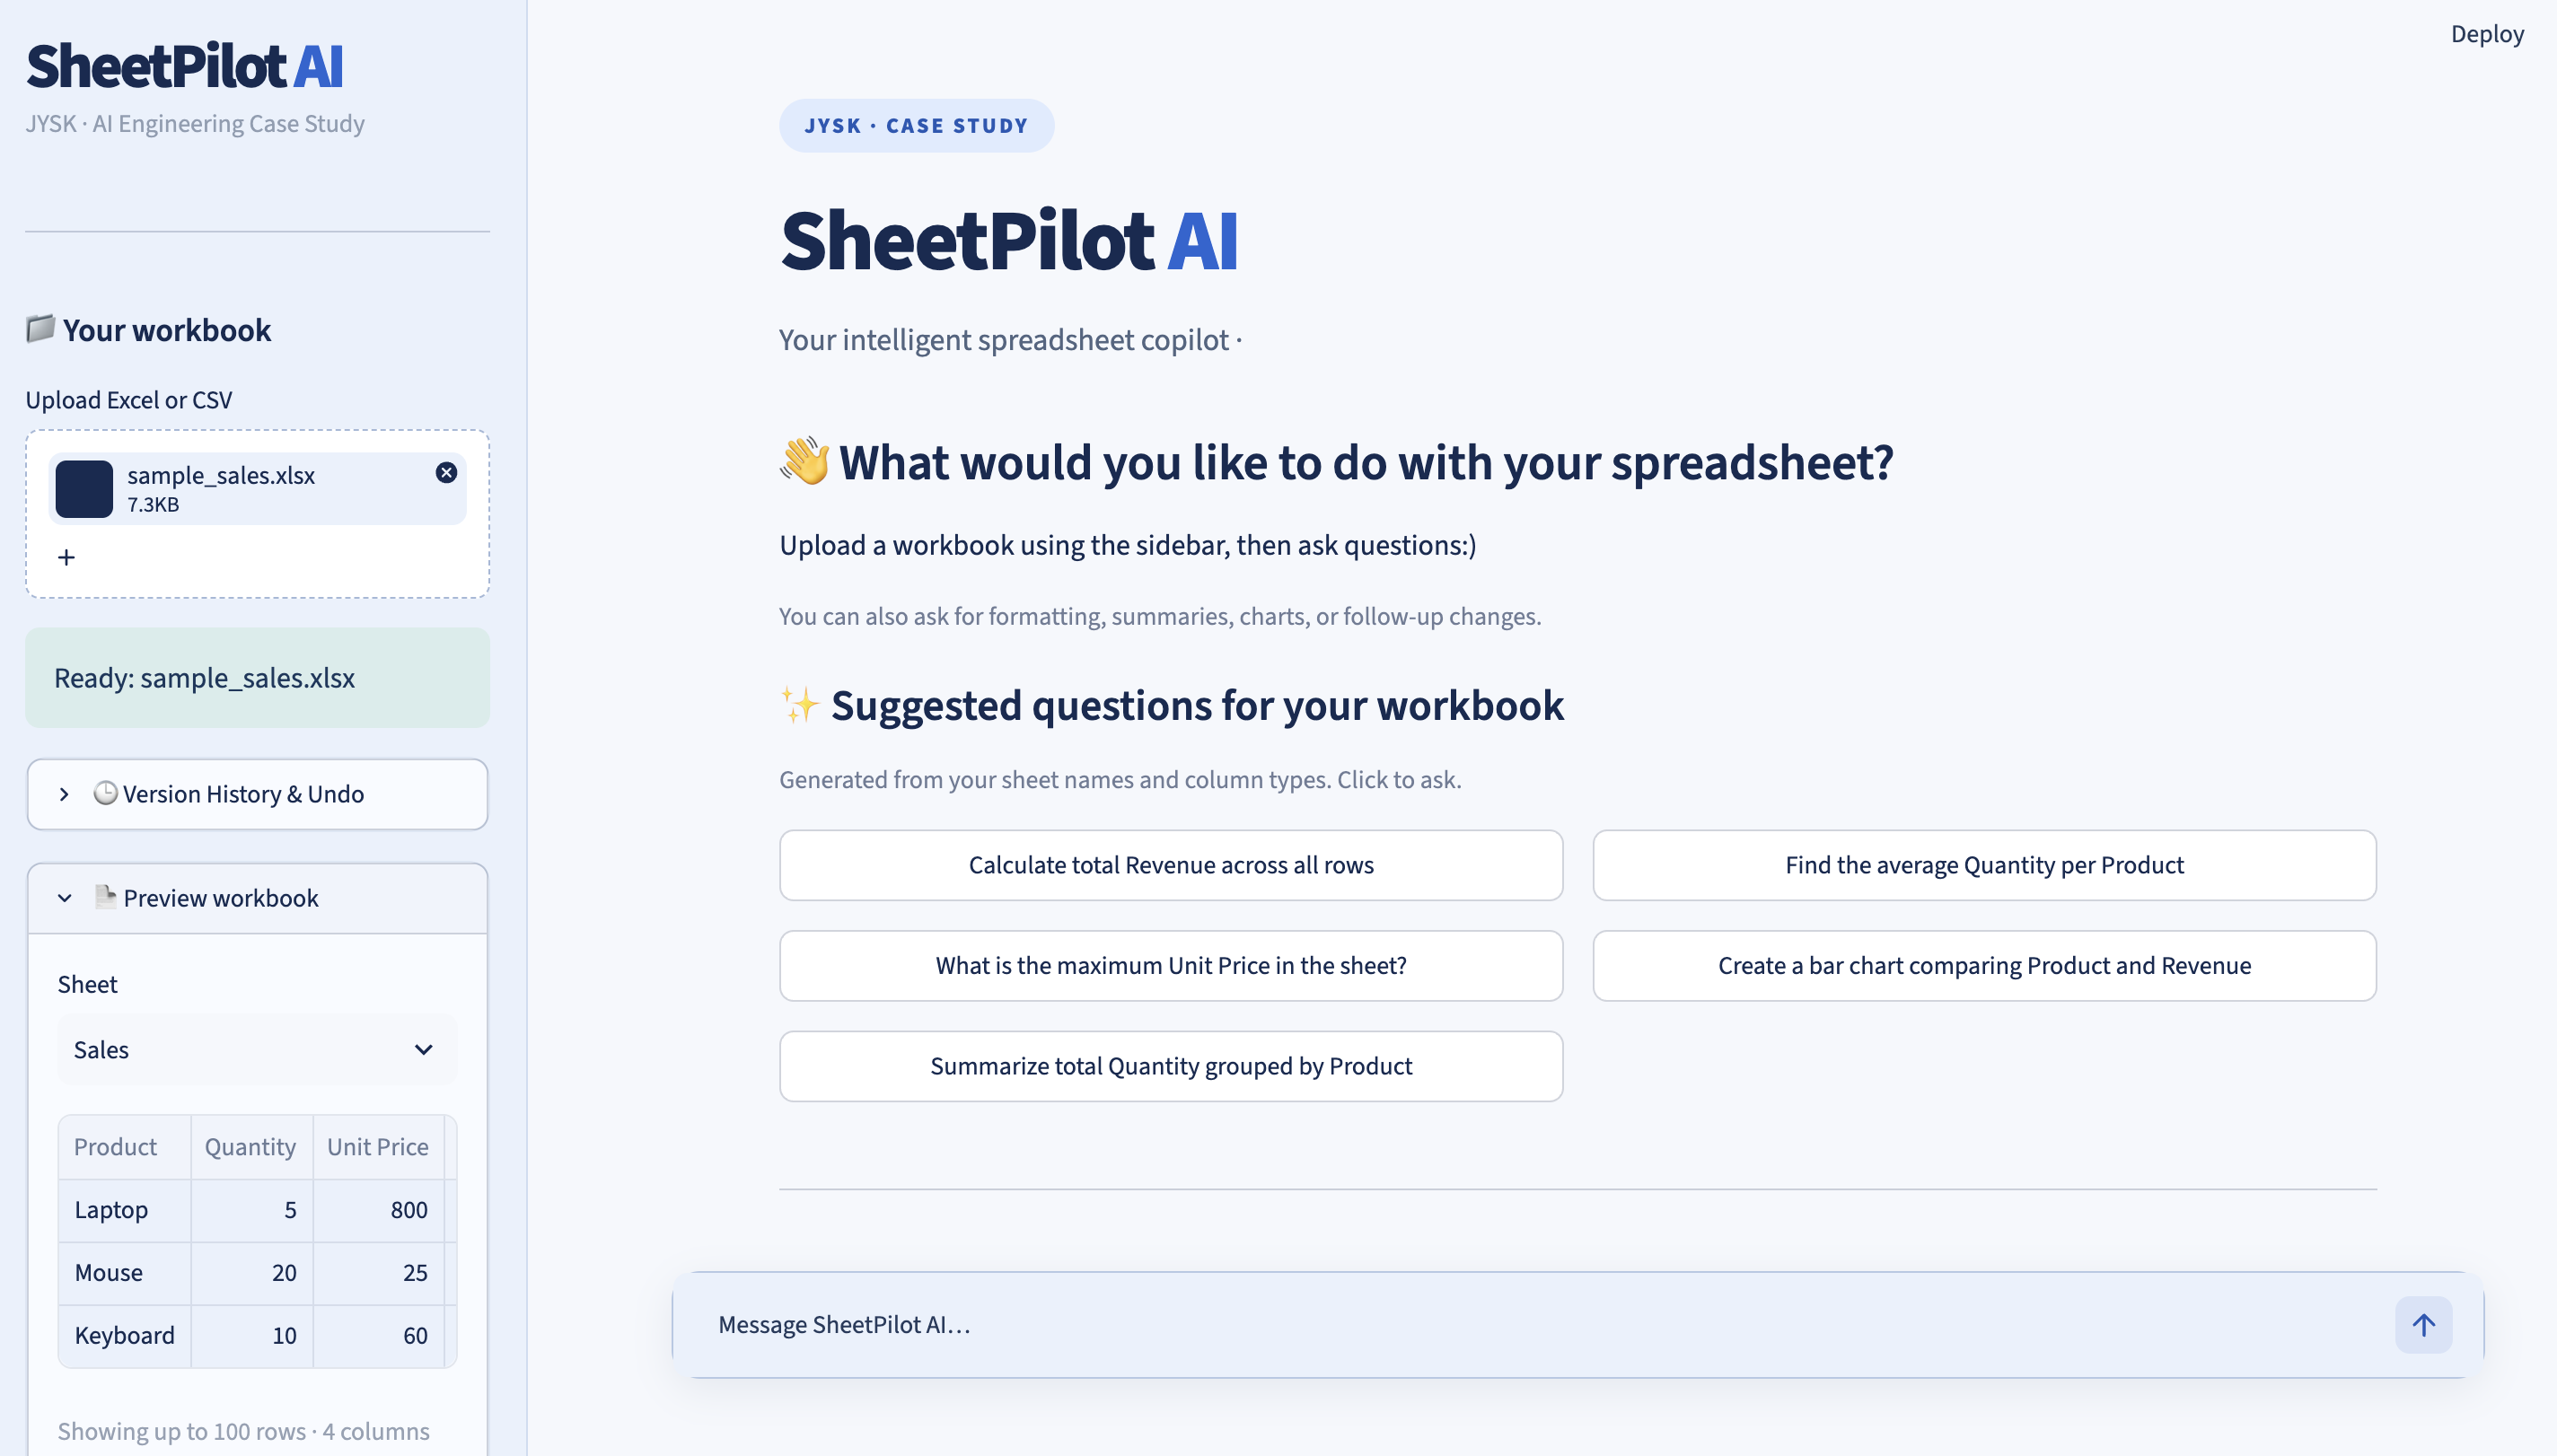 SheetPilot AI
JYSK · AI Engineering Case Study
📁 Your workbook
Upload Excel or CSV
sample_sales.xlsx
7.3KB
+
Ready: sample_sales.xlsx
🕒 Version History & Undo
📄 Preview workbook
Sheet
Sales
Product Quantity Unit Price
Laptop 5 800
Mouse 20 25
Keyboard 10 60
Showing up to 100 rows · 4 columns
Deploy
JYSK · CASE STUDY
SheetPilot AI
Your intelligent spreadsheet copilot ·
👋 What would you like to do with your spreadsheet?
Upload a workbook using the sidebar, then ask questions:)
You can also ask for formatting, summaries, charts, or follow-up changes.
✨ Suggested questions for your workbook
Generated from your sheet names and column types. Click to ask.
Calculate total Revenue across all rows
Find the average Quantity per Product
What is the maximum Unit Price in the sheet?
Create a bar chart comparing Product and Revenue
Summarize total Quantity grouped by Product
Message SheetPilot AI…